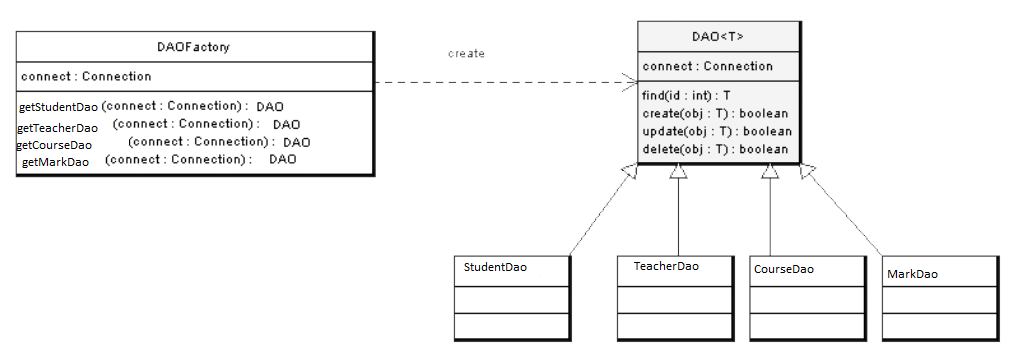 DAOFactory
connect : Connection
getStudentDao (connect : Connection) : DAO
getTeacherDao (connect : Connection) : DAO
getCourseDao (connect : Connection) : DAO
getMarkDao (connect : Connection) : DAO
create
DAO<T>
connect : Connection
find(id : int) : T
create(obj : T) : boolean
update(obj : T) : boolean
delete(obj : T) : boolean
StudentDao
TeacherDao
CourseDao
MarkDao